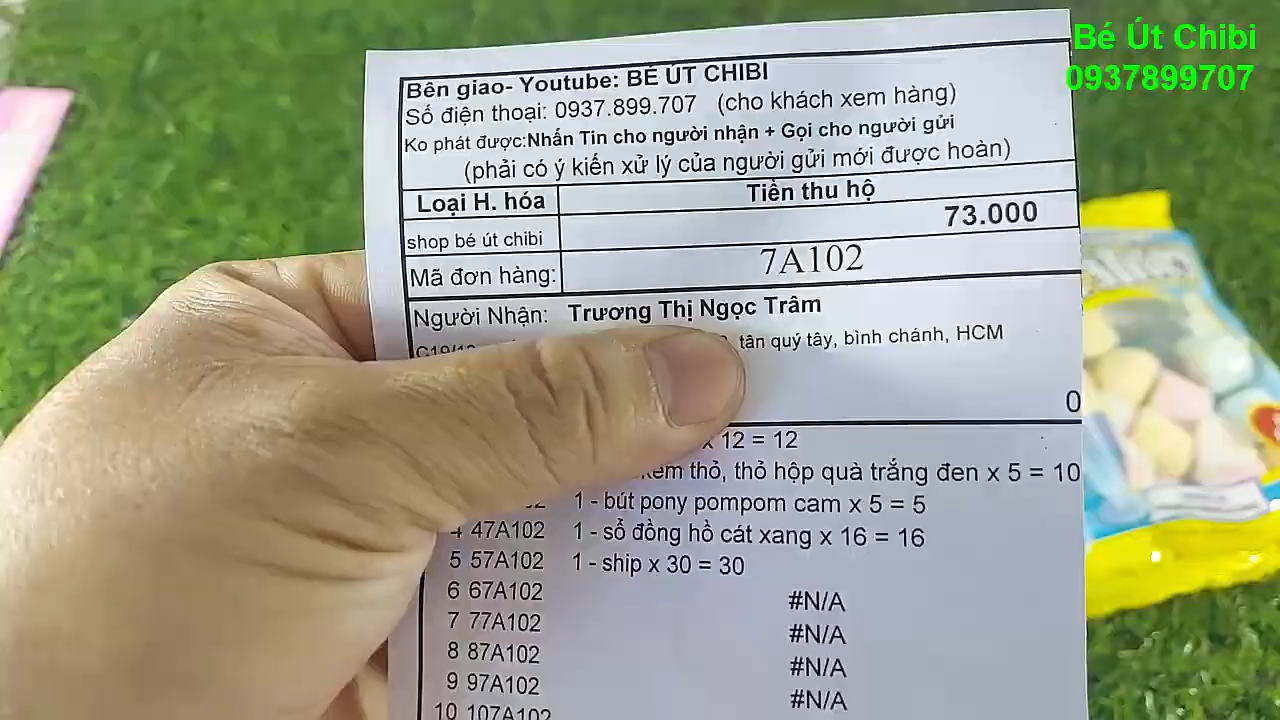 Bé Út Chibi
0937899707
Bên giao- Youtube: BÉ ÚT CHIBI
Số điện thoại: 0937.899.707 (cho khách xem hàng)
Ko phát được:Nhắn Tin cho người nhận + Gọi cho người gửi
(phải có ý kiến xử lý của người gửi mới được hoàn)
Loại H. hóa Tiền thu hộ
shop bé út chibi 73.000
Mã đơn hàng: 7A102
Người Nhận: Trương Thị Ngọc Trâm
tân quý tây, bình chánh, HCM
0
x 12 = 12
kem thỏ, thỏ hộp quà trắng đen x 5 = 10
1 - bút pony pompom cam x 5 = 5
4 47A102 1 - sổ đồng hồ cát xang x 16 = 16
5 57A102 1 - ship x 30 = 30
6 67A102 #N/A
7 77A102 #N/A
8 87A102 #N/A
9 97A102 #N/A
10 107A102